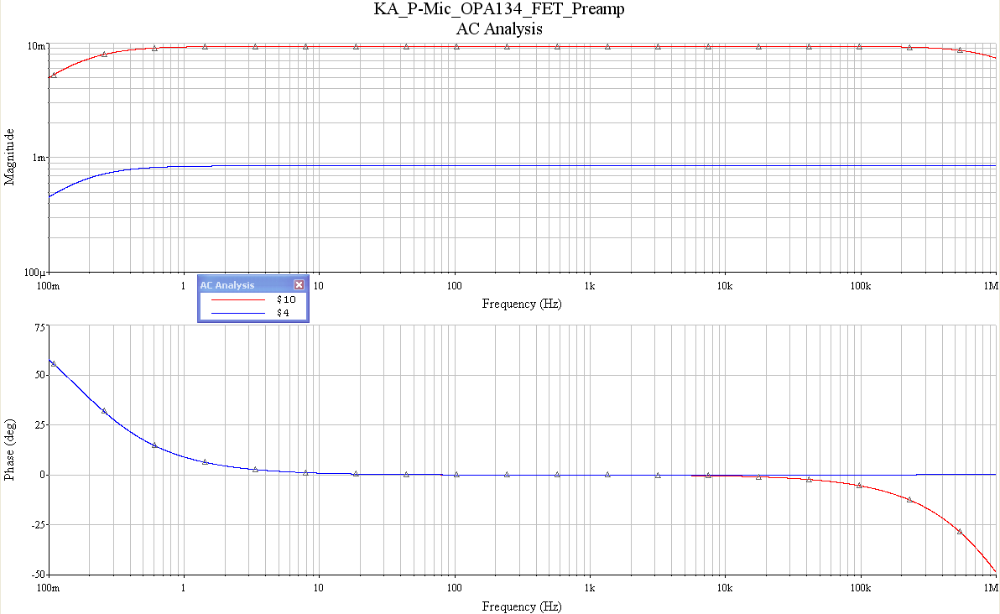 KA_P-Mic_OPA134_FET_Preamp
AC Analysis
10m
1m
100µ
Magnitude
100m 1 10 100 1k 10k 100k 1M
Frequency (Hz)
AC Analysis
$10
$4
75
50
25
0
-25
-50
Phase (deg)
100m 1 10 100 1k 10k 100k 1M
Frequency (Hz)